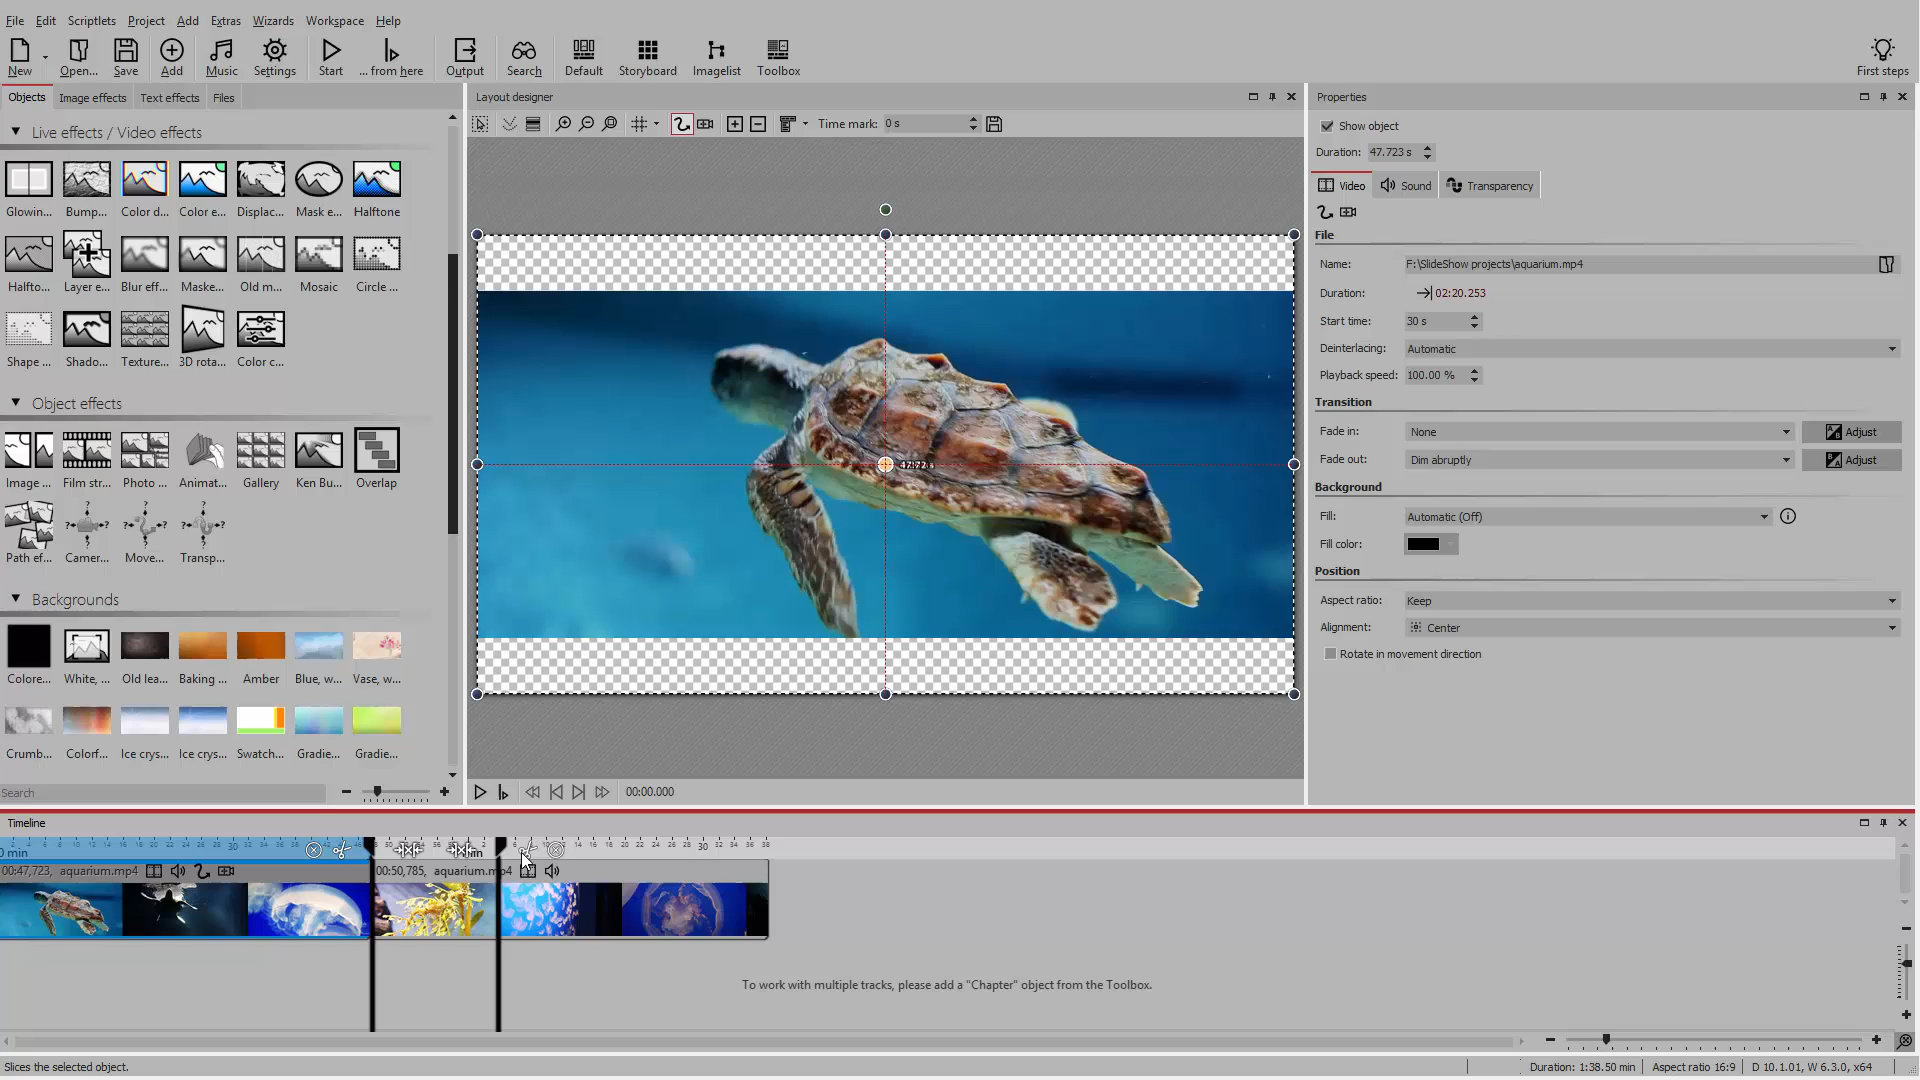 File Edit Scriptlets Project Add Extras Wizards Workspace Help
New Open... Save Add Music Settings Start ... from here Output Search Default Storyboard Imagelist Toolbox First steps
Objects Image effects Text effects Files
Live effects / Video effects
Glowin... Bump... Color d... Color e... Displac... Mask e... Halftone
Halfto... Layer e... Blur eff... Maske... Old m... Mosaic Circle ...
Shape ... Shado... Texture... 3D rota... Color c...
Object effects
Image ... Film str... Photo ... Animat... Gallery Ken Bu... Overlap
Path ef... Camer... Move... Transp...
Backgrounds
Colore... White, ... Old lea... Baking ... Amber Blue, w... Vase, w...
Crumb... Colorf... Ice crys... Ice crys... Swatch... Gradie... Gradie...
Search
Layout designer
Time mark: 0 s
00:00.000
Properties
Show object
Duration: 47.723 s
Video Sound Transparency
File
Name: F:\SlideShow projects\aquarium.mp4
Duration: 02:20.253
Start time: 30 s
Deinterlacing: Automatic
Playback speed: 100.00 %
Transition
Fade in: None Adjust
Fade out: Dim abruptly Adjust
Background
Fill: Automatic (Off)
Fill color:
Position
Aspect ratio: Keep
Alignment: Center
Rotate in movement direction
Timeline
0 min
00:47,723, aquarium.mp4 00:50,785, aquarium.mp4
To work with multiple tracks, please add a "Chapter" object from the Toolbox.
Slices the selected object. Duration: 1:38.50 min Aspect ratio 16:9 D 10.1.01, W 6.3.0, x64